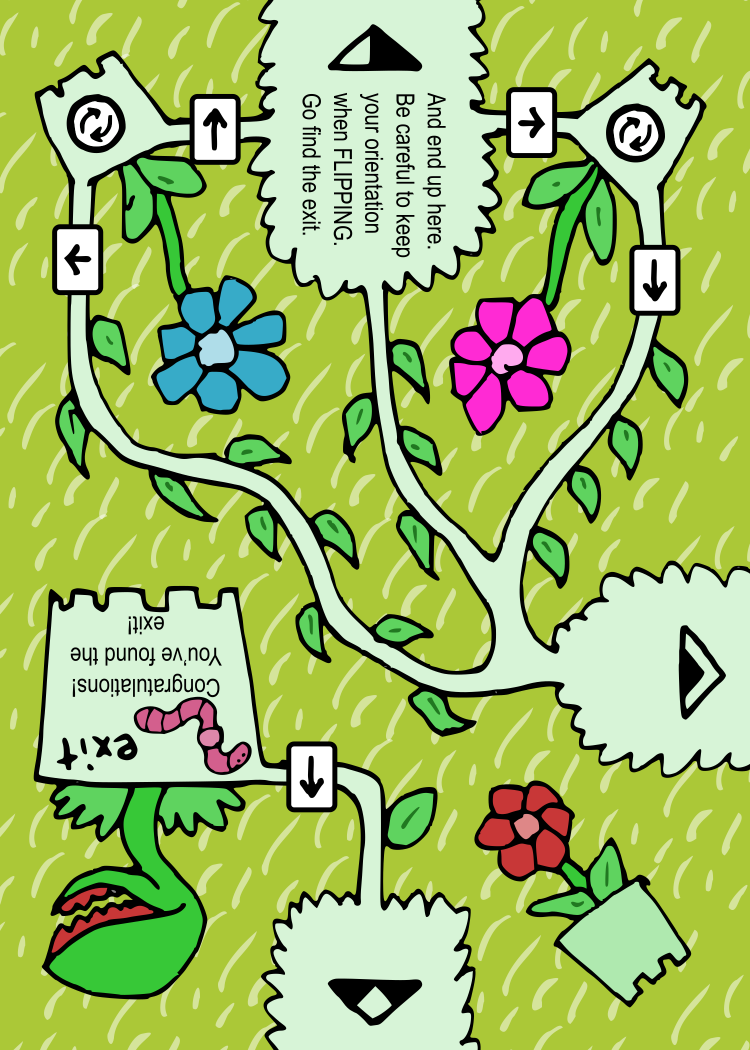 And end up here.
Be careful to keep
your orientation
when FLIPPING.
Go find the exit.
exit
Congratulations!
You've found the
exit!